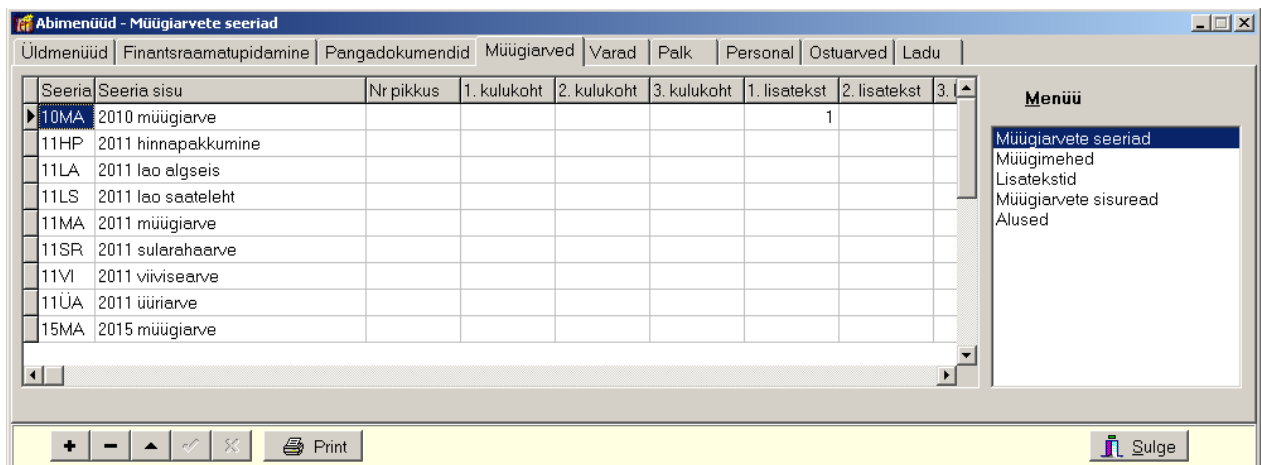 Abimenüüd - Müügiarvete seeriad
Üldmenüüd Finantsraamatupidamine Pangadokumendid Müügiarved Varad Palk Personal Ostuarved Ladu
Seeria Seeria sisu Nr pikkus 1. kulukoht 2. kulukoht 3. kulukoht 1. lisatekst 2. lisatekst 3.
10MA 2010 müügiarve 1
11HP 2011 hinnapakkumine
11LA 2011 lao algseis
11LS 2011 lao saateleht
11MA 2011 müügiarve
11SR 2011 sularahaarve
11VI 2011 viivisearve
11ÜA 2011 üüriarve
15MA 2015 müügiarve
Menüü
Müügiarvete seeriad
Müügimehed
Lisatekstid
Müügiarvete sisuread
Alused
Print
Sulge